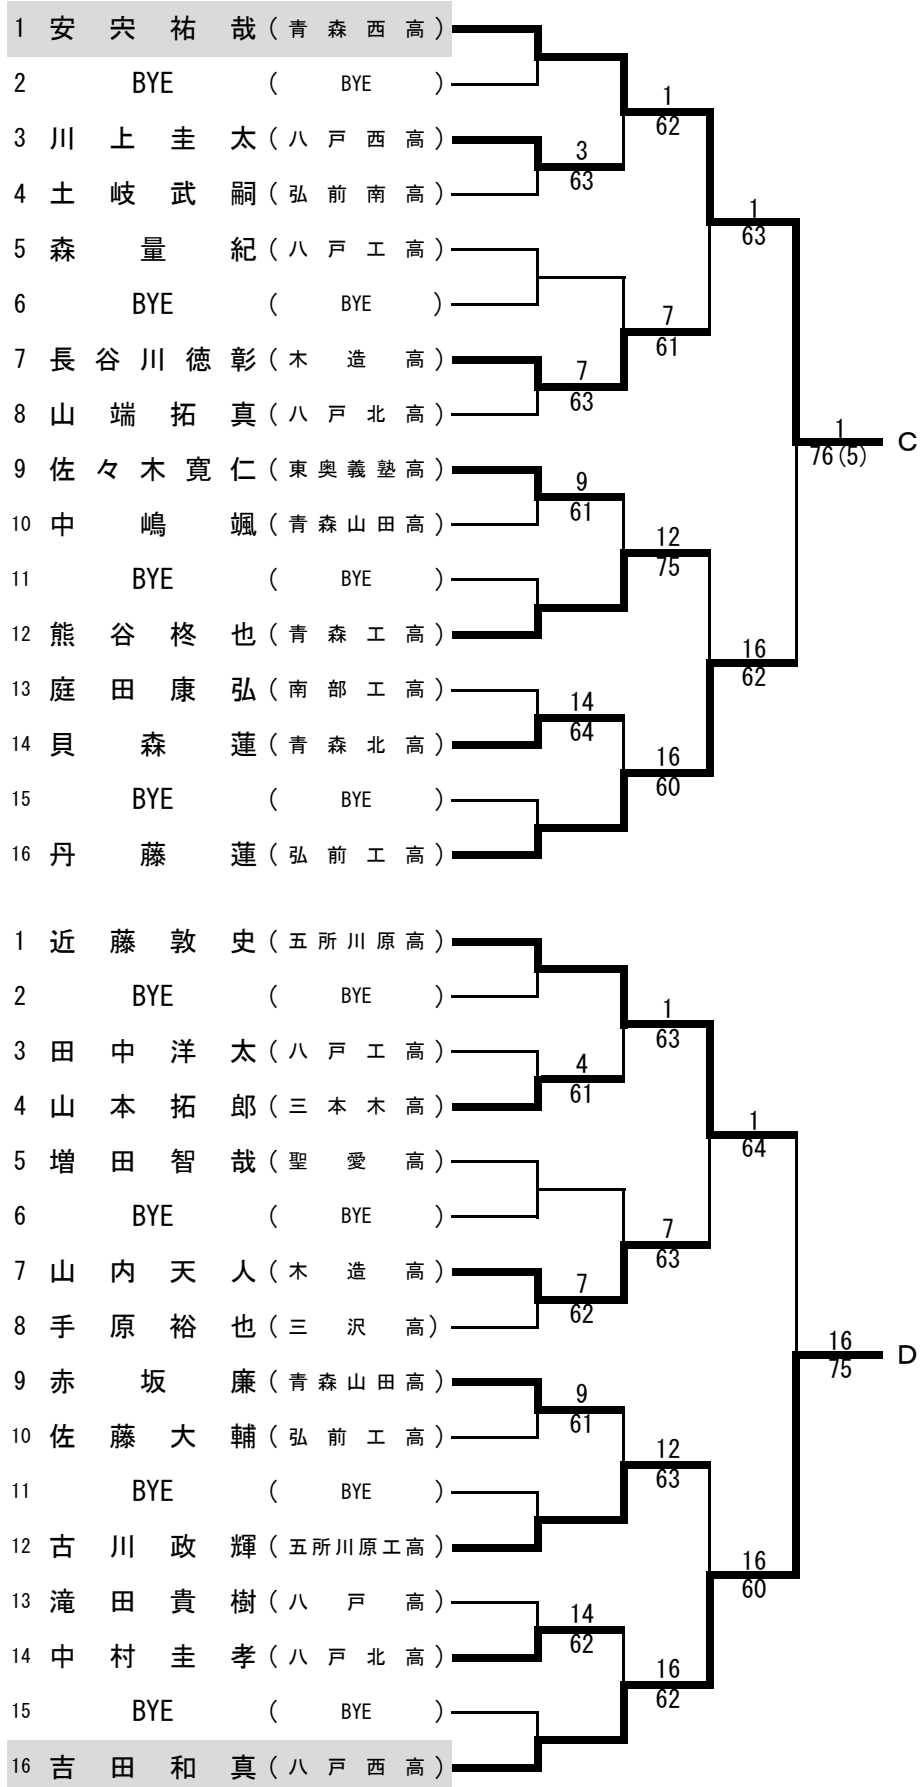 1 安宍祐哉 (青森西高)
2 BYE ( BYE )
1
62
3 川上圭太 (八戸西高)
3
63
4 土岐武嗣 (弘前南高)
1
63
5 森量紀 (八戸工高)
6 BYE ( BYE )
7
61
7 長谷川徳彰 (木造高)
7
63
8 山端拓真 (八戸北高)
1
76(5)
C
9 佐々木寛仁 (東奥義塾高)
9
61
10 中嶋颯 (青森山田高)
12
75
11 BYE ( BYE )
12 熊谷柊也 (青森工高)
16
62
13 庭田康弘 (南部工高)
14
64
14 貝森蓮 (青森北高)
16
60
15 BYE ( BYE )
16 丹藤蓮 (弘前工高)
1 近藤敦史 (五所川原高)
2 BYE ( BYE )
1
63
3 田中洋太 (八戸工高)
4
61
4 山本拓郎 (三本木高)
1
64
5 増田智哉 (聖愛高)
6 BYE ( BYE )
7
63
7 山内天人 (木造高)
7
62
8 手原裕也 (三沢高)
16
75
D
9 赤坂廉 (青森山田高)
9
61
10 佐藤大輔 (弘前工高)
12
63
11 BYE ( BYE )
12 古川政輝 (五所川原工高)
16
60
13 滝田貴樹 (八戸高)
14
62
14 中村圭孝 (八戸北高)
16
62
15 BYE ( BYE )
16 吉田和真 (八戸西高)